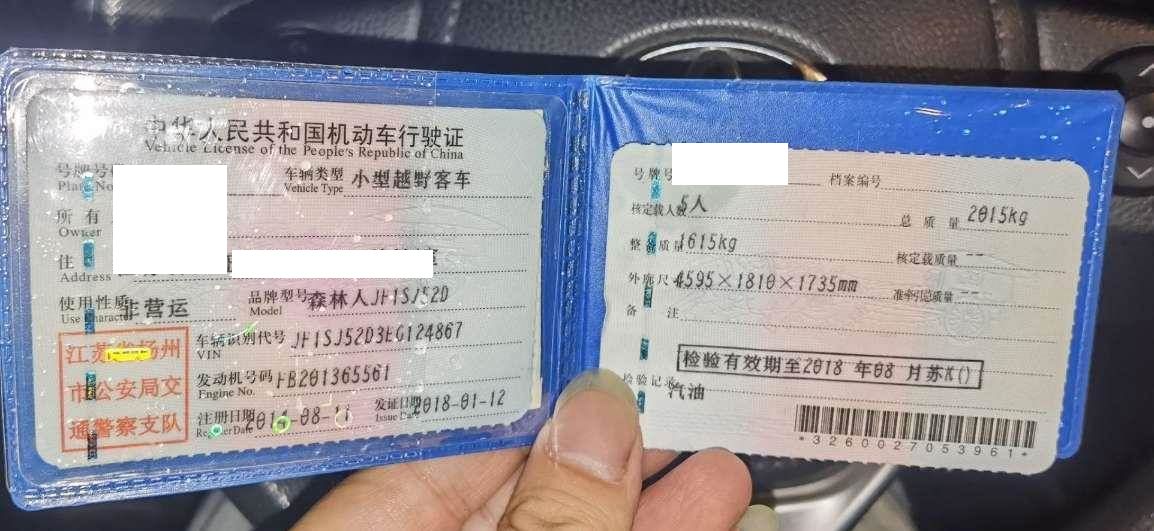 中华人民共和国机动车行驶证
Vehicle License of the People's Republic of China
号牌号
Plate No
车辆类型 小型越野客车
Vehicle Type
所有
Owner
住
Address
使用性质 非营运
Use Character
品牌型号 森林人JF1SJ52D
Model
江苏省扬州
市公安局交
通警察支队
车辆识别代号 JF1SJ52D3EG124867
VIN
发动机号码 FB201365561
Engine No.
注册日期 2014-08-11
Register Date
发证日期 2018-01-12
Issue Date
号牌号
档案编号
核定载人数 5人
总质量 2015kg
整备质量 1615kg
核定载质量 --
外廓尺 4595×1810×1735mm
准牵引总质量 --
备注
检验有效期至2018年08月苏K()
检验记录
汽油
*3260027053961*